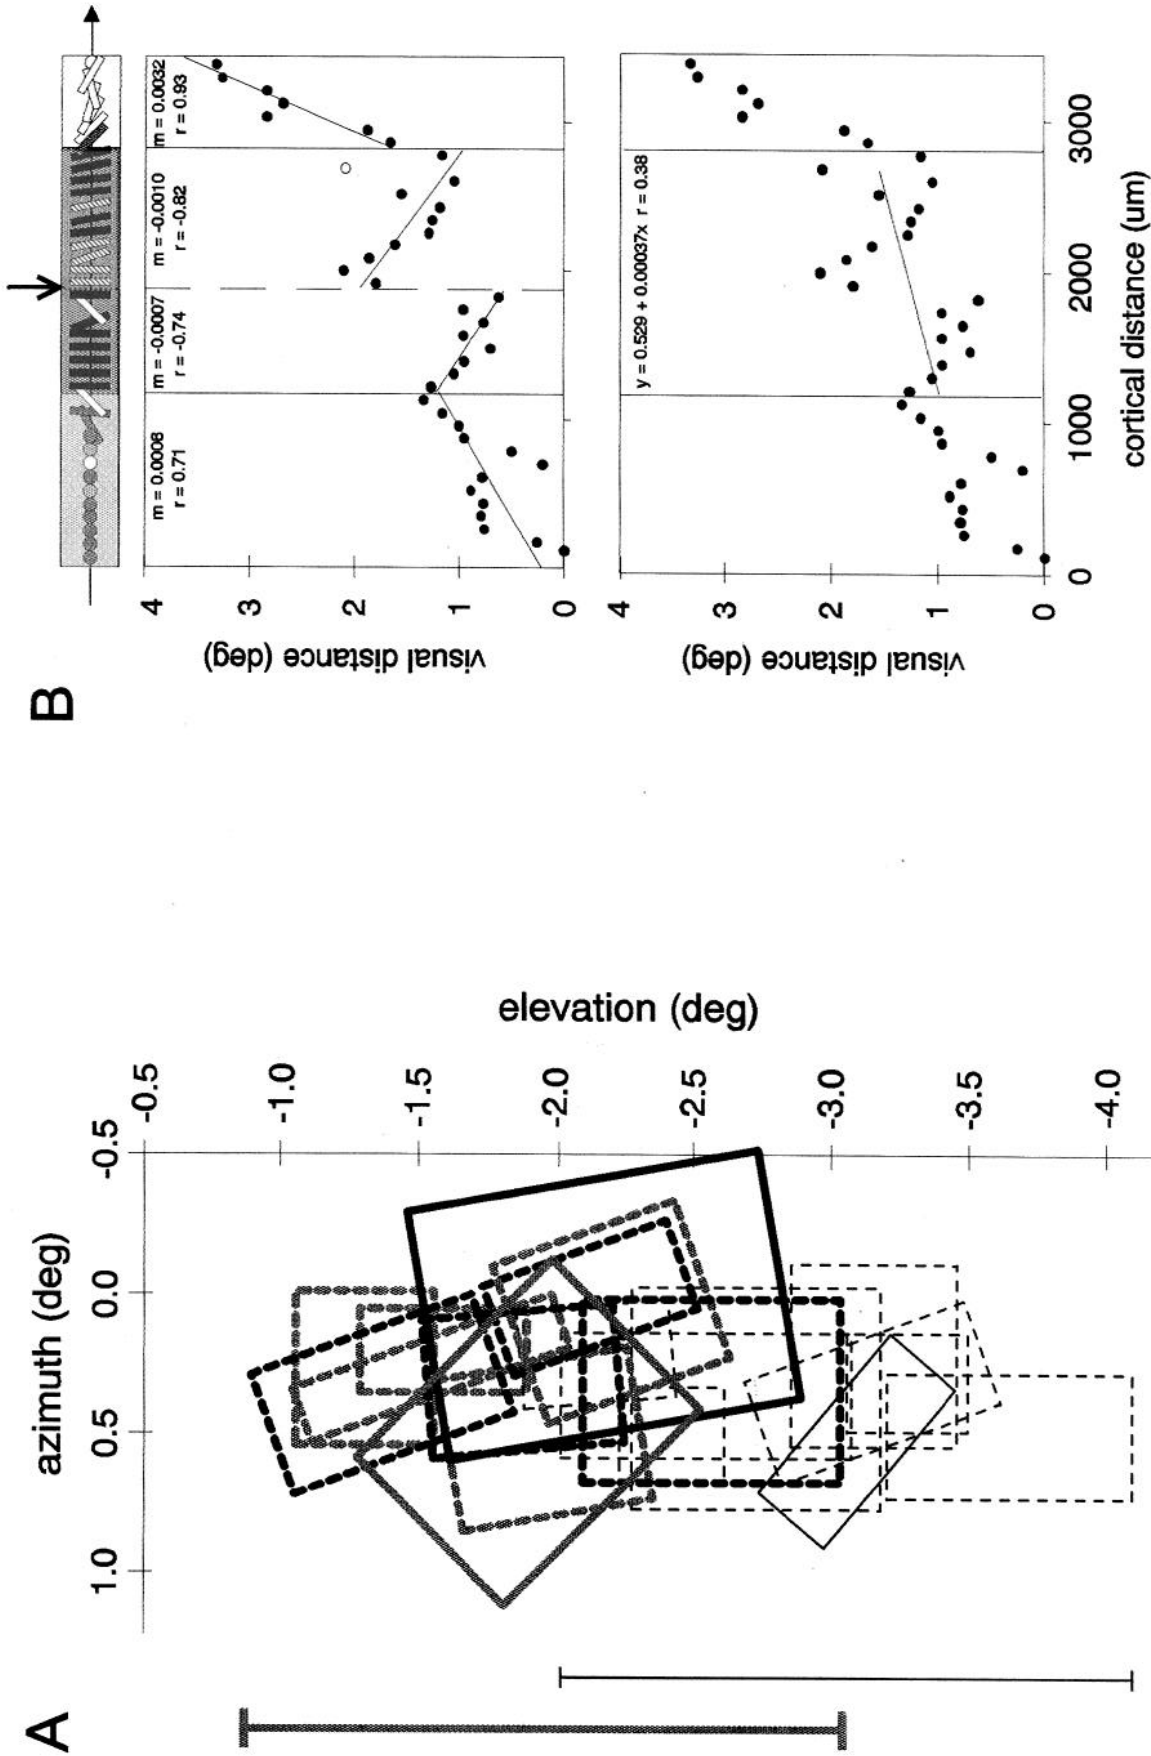 A
azimuth (deg)
1.0
0.5
0.0
-0.5
-0.5
-1.0
-1.5
-2.0
-2.5
-3.0
-3.5
-4.0
elevation (deg)
B
m = 0.0008
r = 0.71
m = -0.0007
r = -0.74
m = -0.0010
r = -0.82
m = 0.0032
r = 0.93
4
3
2
1
0
visual distance (deg)
y = 0.529 + 0.00037x r = 0.38
4
3
2
1
0
visual distance (deg)
0
1000
2000
3000
cortical distance (um)